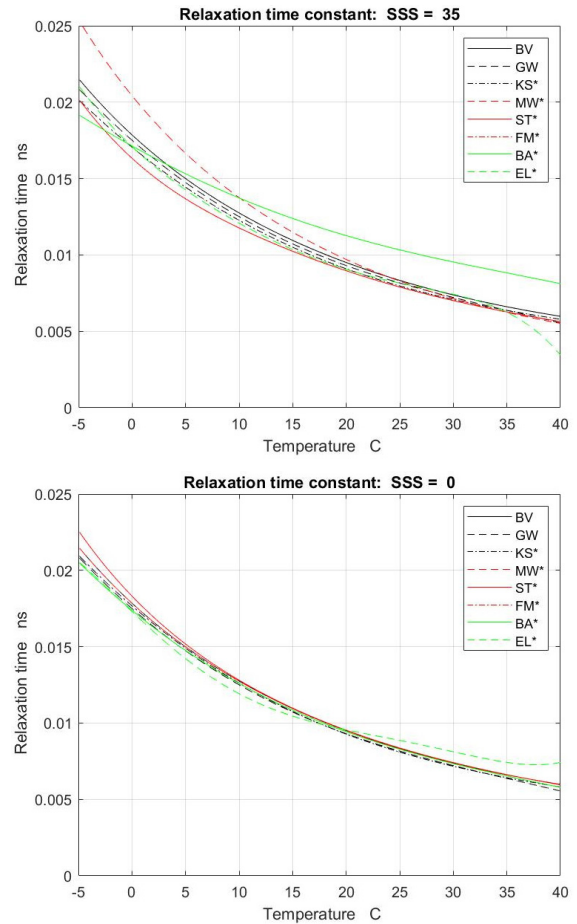 Relaxation time constant: SSS = 35
0.025
0.02
0.015
0.01
0.005
0
Relaxation time ns
-5 0 5 10 15 20 25 30 35 40
Temperature C
BV
GW
KS*
MW*
ST*
FM*
BA*
EL*
Relaxation time constant: SSS = 0
0.025
0.02
0.015
0.01
0.005
0
Relaxation time ns
-5 0 5 10 15 20 25 30 35 40
Temperature C
BV
GW
KS*
MW*
ST*
FM*
BA*
EL*